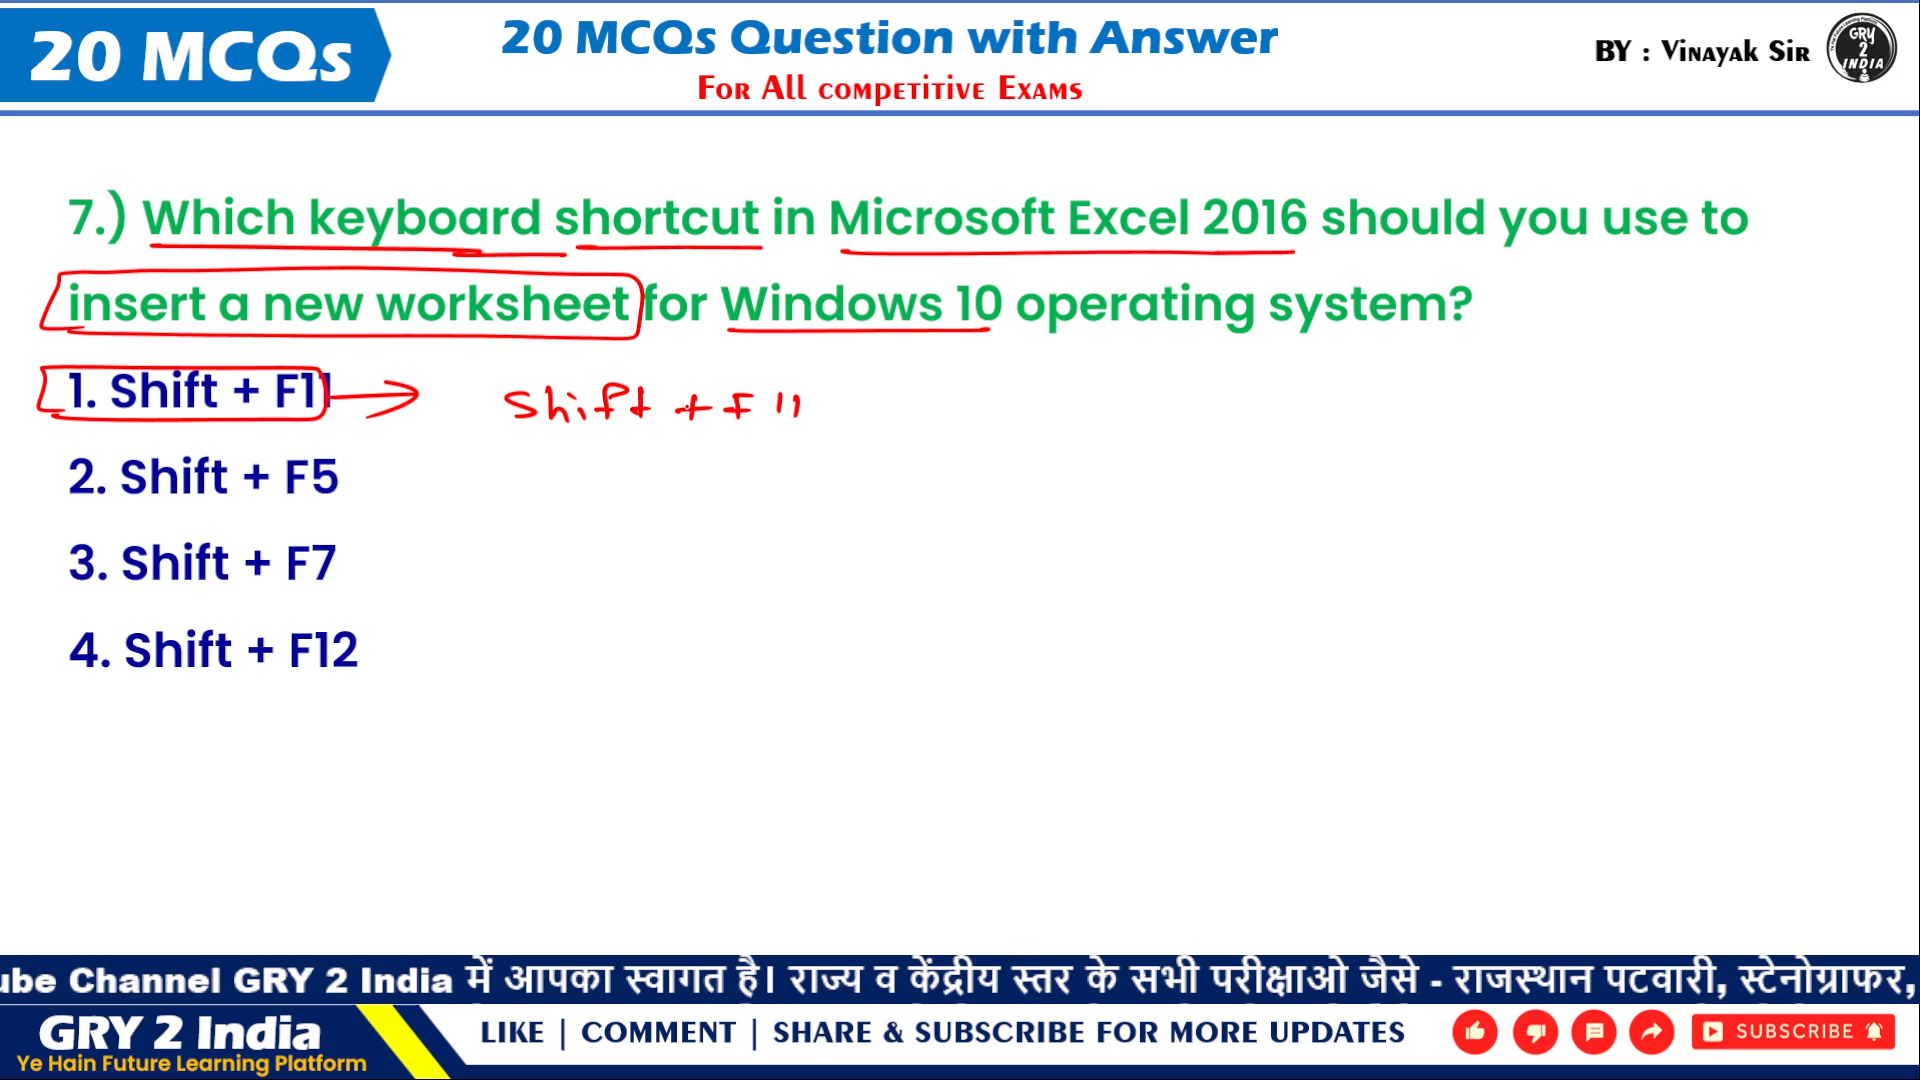 20 MCQs
20 MCQs Question with Answer
For All competitive Exams
BY : Vinayak Sir
GRY
2
INDIA
7.) Which keyboard shortcut in Microsoft Excel 2016 should you use to
insert a new worksheet for Windows 10 operating system?
1. Shift + F11
Shift + F 11
2. Shift + F5
3. Shift + F7
4. Shift + F12
ube Channel GRY 2 India में आपका स्वागत है। राज्य व केंद्रीय स्तर के सभी परीक्षाओ जैसे - राजस्थान पटवारी, स्टेनोग्राफर,
GRY 2 India
Ye Hain Future Learning Platform
LIKE | COMMENT | SHARE & SUBSCRIBE FOR MORE UPDATES
SUBSCRIBE